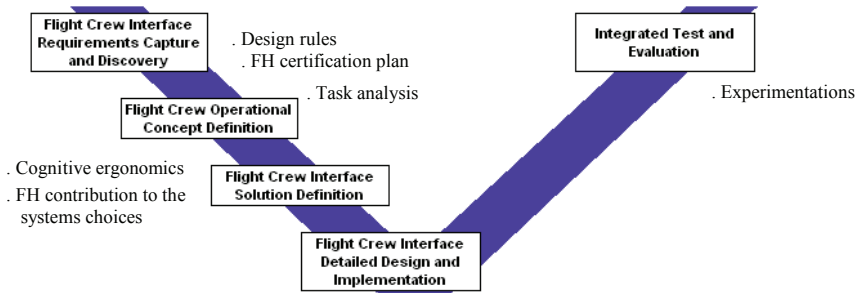 Flight Crew Interface
Requirements Capture
and Discovery
. Design rules
. FH certification plan
Integrated Test and
Evaluation
. Task analysis
. Experimentations
Flight Crew Operational
Concept Definition
. Cognitive ergonomics
. FH contribution to the
systems choices
Flight Crew Interface
Solution Definition
Flight Crew Interface
Detailed Design and
Implementation